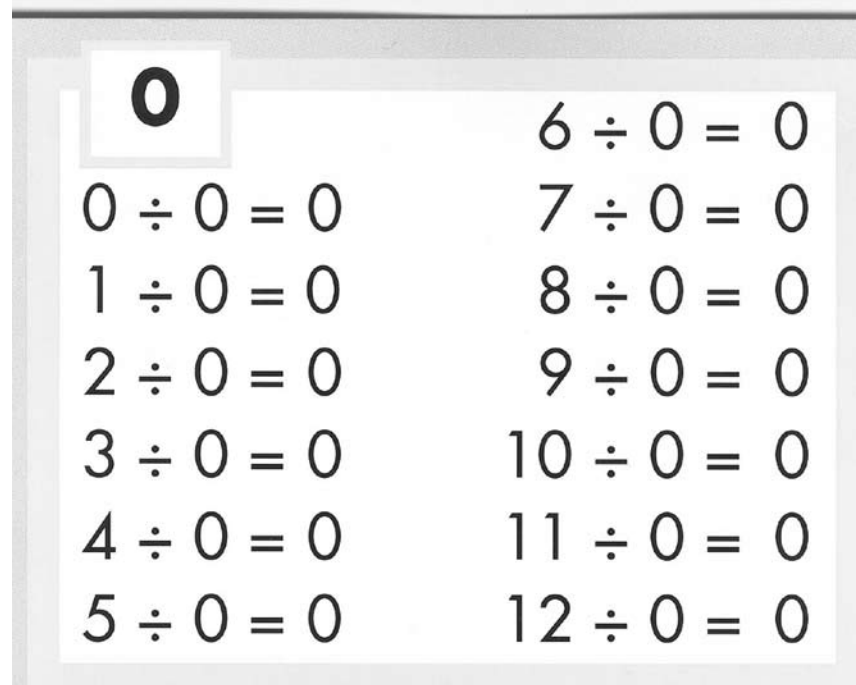 0
0 ÷ 0 = 0
1 ÷ 0 = 0
2 ÷ 0 = 0
3 ÷ 0 = 0
4 ÷ 0 = 0
5 ÷ 0 = 0
6 ÷ 0 = 0
7 ÷ 0 = 0
8 ÷ 0 = 0
9 ÷ 0 = 0
10 ÷ 0 = 0
11 ÷ 0 = 0
12 ÷ 0 = 0